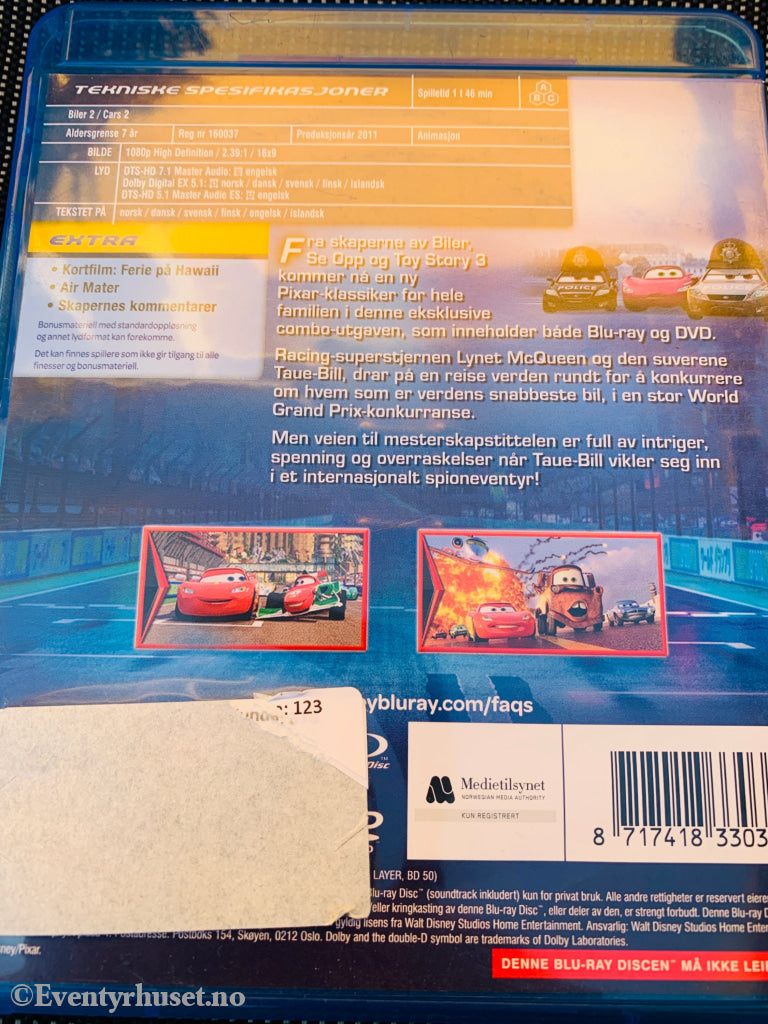 TEKNISKE SPESIFIKASJONER
Spilletid 1 t 46 min
A
B C
Biler 2 / Cars 2
Aldersgrense 7 år
Reg nr 160037
Produksjonsår 2011
Animasjon
BILDE
1080p High Definition / 2.39:1 / 16x9
LYD
DTS-HD 7.1 Master Audio: engelsk
Dolby Digital EX 5.1: norsk / dansk / svensk / finsk / islandsk
DTS-HD 5.1 Master Audio ES: engelsk
TEKSTET PÅ
norsk / dansk / svensk / finsk / engelsk / islandsk
EXTRA
• Kortfilm: Ferie på Hawaii
• Air Mater
• Skapernes kommentarer
Bonusmateriell med standardoppløsning
og annet lydformat kan forekomme.
Det kan finnes spillere som ikke gir tilgang til alle
finesser og bonusmateriell.
Fra skaperne av Biler,
Se Opp og Toy Story 3
kommer nå en ny
Pixar-klassiker for hele
familien i denne eksklusive
combo-utgaven, som inneholder både Blu-ray og DVD.
POLICE
POLICE
Racing-superstjernen Lynet McQueen og den suverene
Taue-Bill, drar på en reise verden rundt for å konkurrere
om hvem som er verdens snabbeste bil, i en stor World
Grand Prix-konkurranse.
Men veien til mesterskapstittelen er full av intriger,
spenning og overraskelser når Taue-Bill vikler seg inn
i et internasjonalt spioneventyr!
: 123
ybluray.com/faqs
Disc
Medietilsynet
NORWEGIAN MEDIA AUTHORITY
KUN REGISTRERT
8 717418 3303
LAYER, BD 50)
lu-ray Disc™ (soundtrack inkludert) kun for privat bruk. Alle andre rettigheter er reservert eieren
/eller kringkasting av denne Blu-ray Disc™, eller deler av den, er strengt forbudt. Denne Blu-ray D
gyldig lisens fra Walt Disney Studios Home Entertainment. Ansvarlig: Walt Disney Studios Home Enter
Postadresse: Postboks 154, Skøyen, 0212 Oslo. Dolby and the double-D symbol are trademarks of Dolby Laboratories.
ney/Pixar.
DENNE BLU-RAY DISCEN™ MÅ IKKE LEI
©Eventyrhuset.no